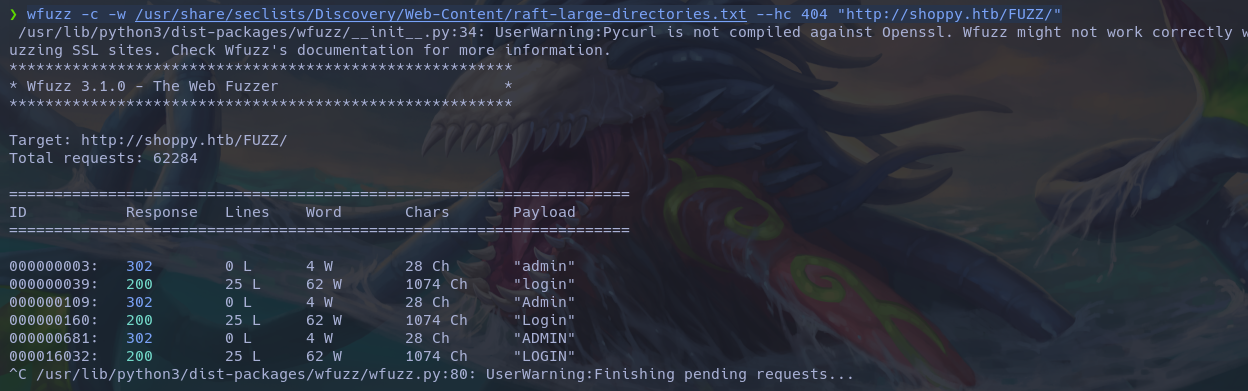 ❯ wfuzz -c -w /usr/share/seclists/Discovery/Web-Content/raft-large-directories.txt --hc 404 "http://shoppy.htb/FUZZ/"
/usr/lib/python3/dist-packages/wfuzz/__init__.py:34: UserWarning:Pycurl is not compiled against Openssl. Wfuzz might not work correctly w
uzzing SSL sites. Check Wfuzz's documentation for more information.
********************************************************
* Wfuzz 3.1.0 - The Web Fuzzer                         *
********************************************************
Target: http://shoppy.htb/FUZZ/
Total requests: 62284
=====================================================================
ID           Response   Lines    Word       Chars       Payload
=====================================================================
000000003:   302        0 L      4 W        28 Ch       "admin"
000000039:   200        25 L     62 W       1074 Ch     "login"
000000109:   302        0 L      4 W        28 Ch       "Admin"
000000160:   200        25 L     62 W       1074 Ch     "Login"
000000681:   302        0 L      4 W        28 Ch       "ADMIN"
000016032:   200        25 L     62 W       1074 Ch     "LOGIN"
^C /usr/lib/python3/dist-packages/wfuzz/wfuzz.py:80: UserWarning:Finishing pending requests...